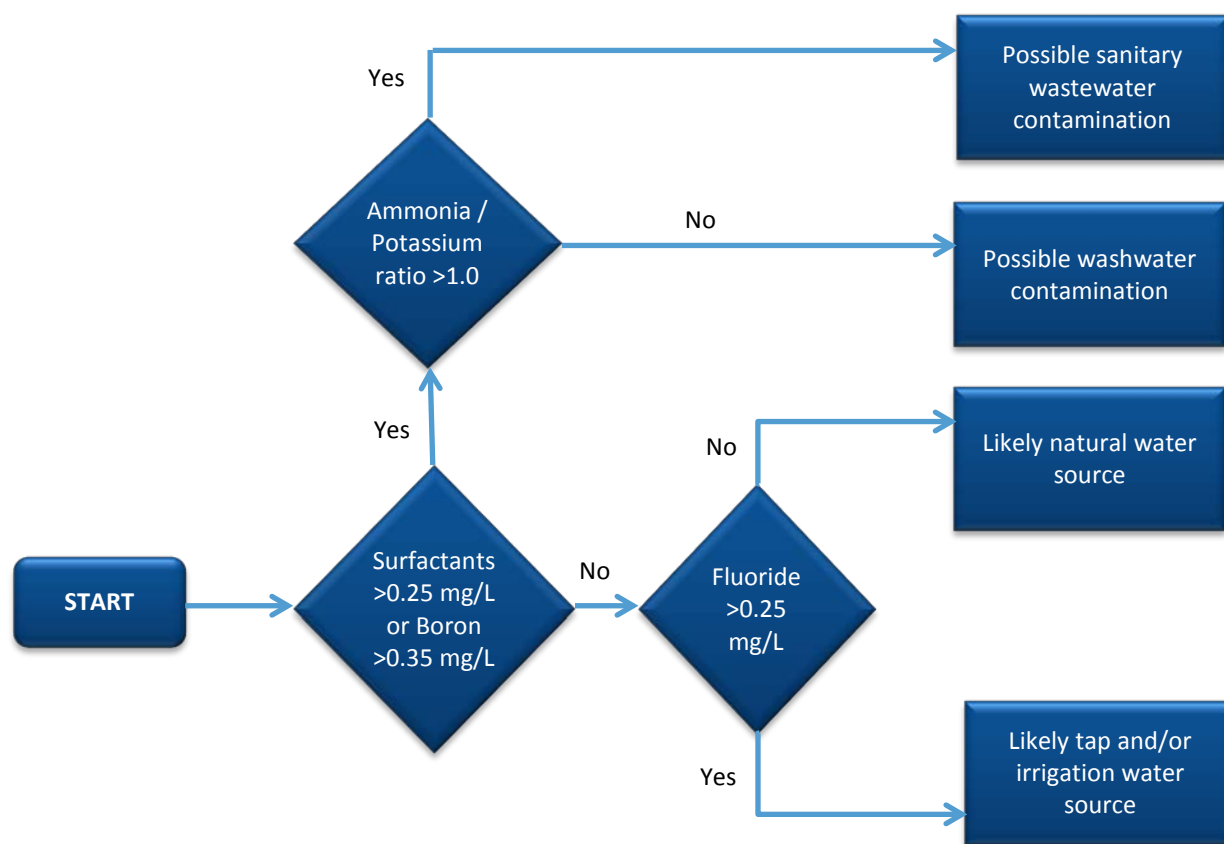 Yes
Possible sanitary
wastewater
contamination
Ammonia /
Potassium
ratio >1.0
No
Possible washwater
contamination
Yes
No
Likely natural water
source
START
Surfactants
>0.25 mg/L
or Boron
>0.35 mg/L
No
Fluoride
>0.25
mg/L
Yes
Likely tap and/or
irrigation water
source